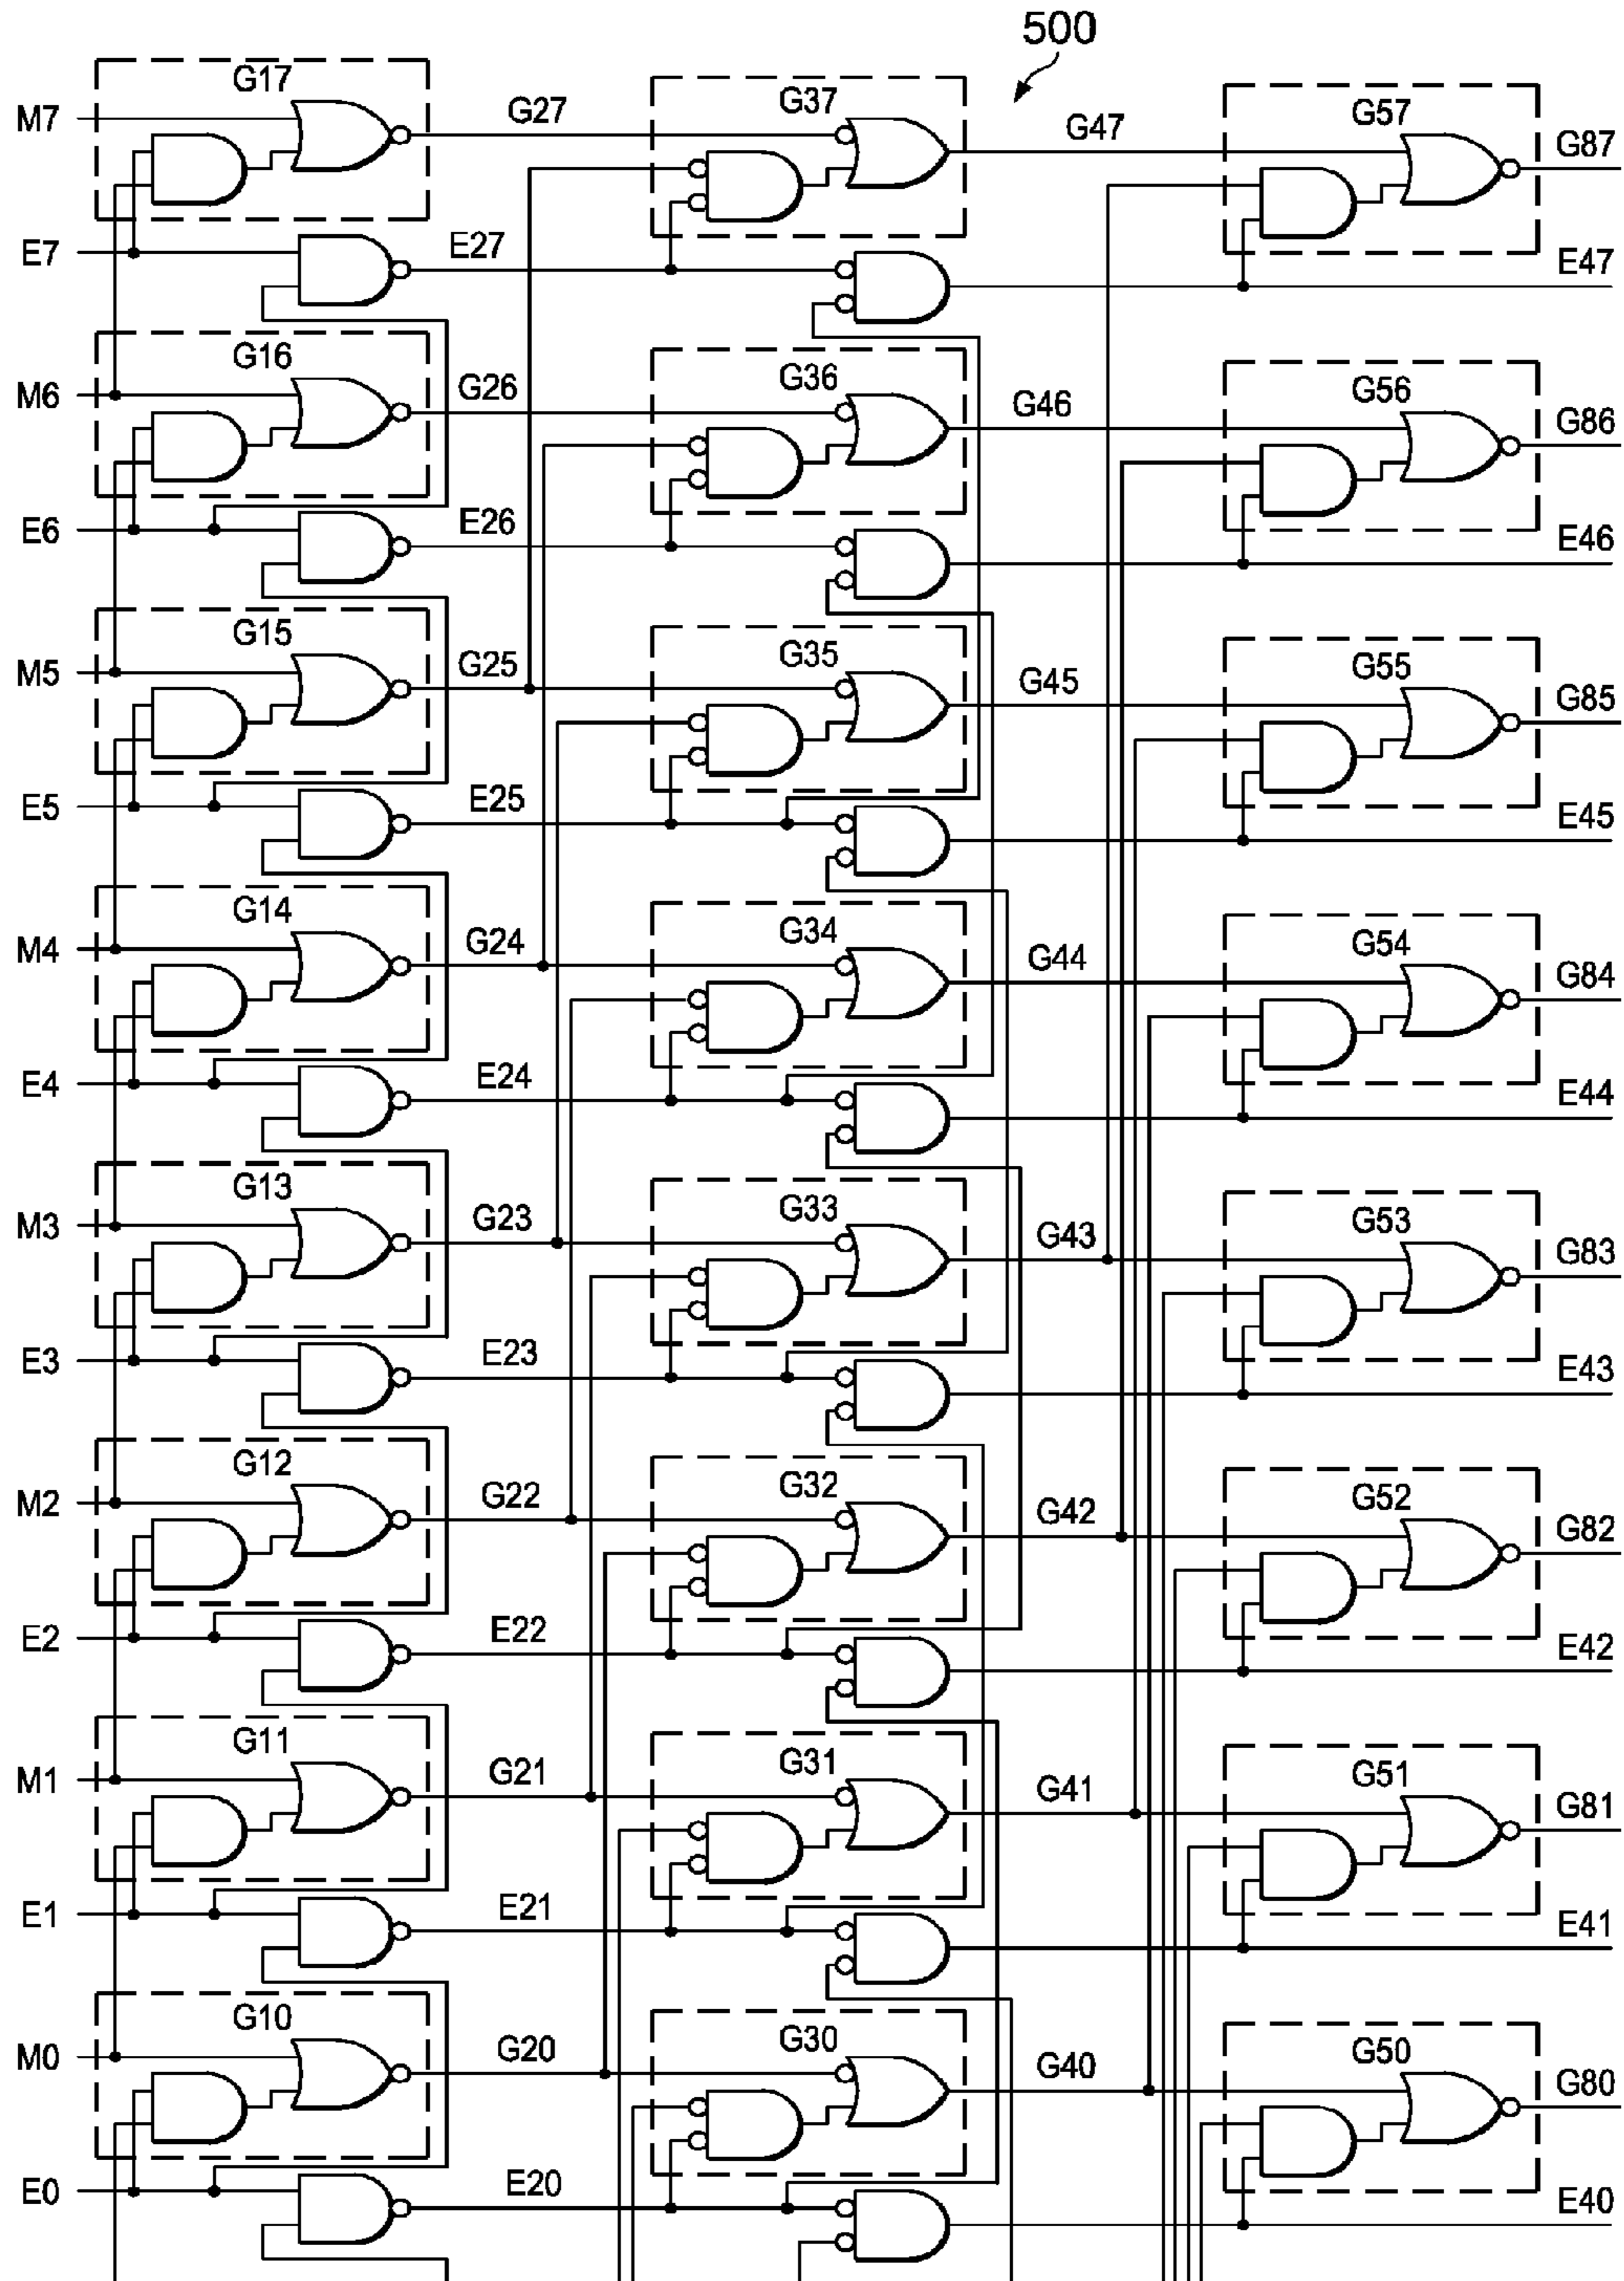 500
G17 G37 G57
M7 G27 G47 G87
E7 E27 E47
G16 G36 G56
M6 G26 G46 G86
E6 E26 E46
G15 G35 G55
M5 G25 G45 G85
E5 E25 E45
G14 G34 G54
M4 G24 G44 G84
E4 E24 E44
G13 G33 G53
M3 G23 G43 G83
E3 E23 E43
G12 G32 G52
M2 G22 G42 G82
E2 E22 E42
G11 G31 G51
M1 G21 G41 G81
E1 E21 E41
G10 G30 G50
M0 G20 G40 G80
E0 E20 E40